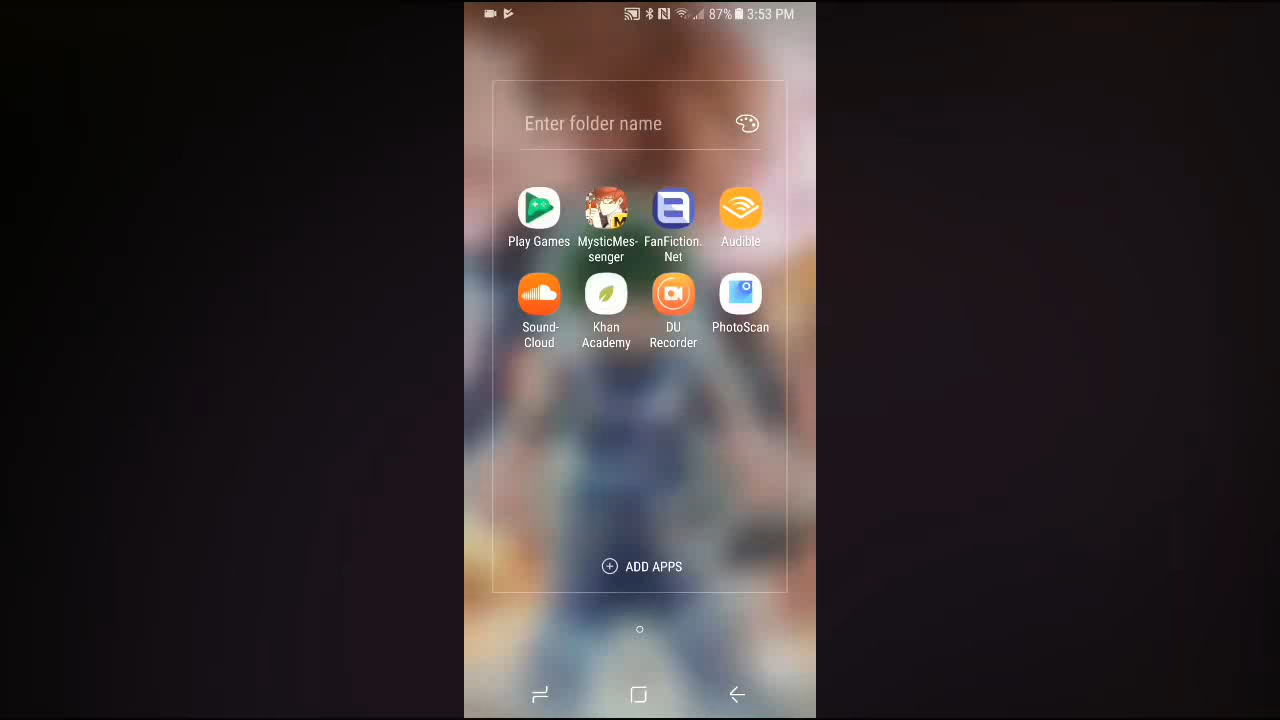 87% 3:53 PM
Enter folder name
Play Games
MysticMes-
senger
FanFiction.
Net
Audible
Sound-
Cloud
Khan
Academy
DU
Recorder
PhotoScan
ADD APPS